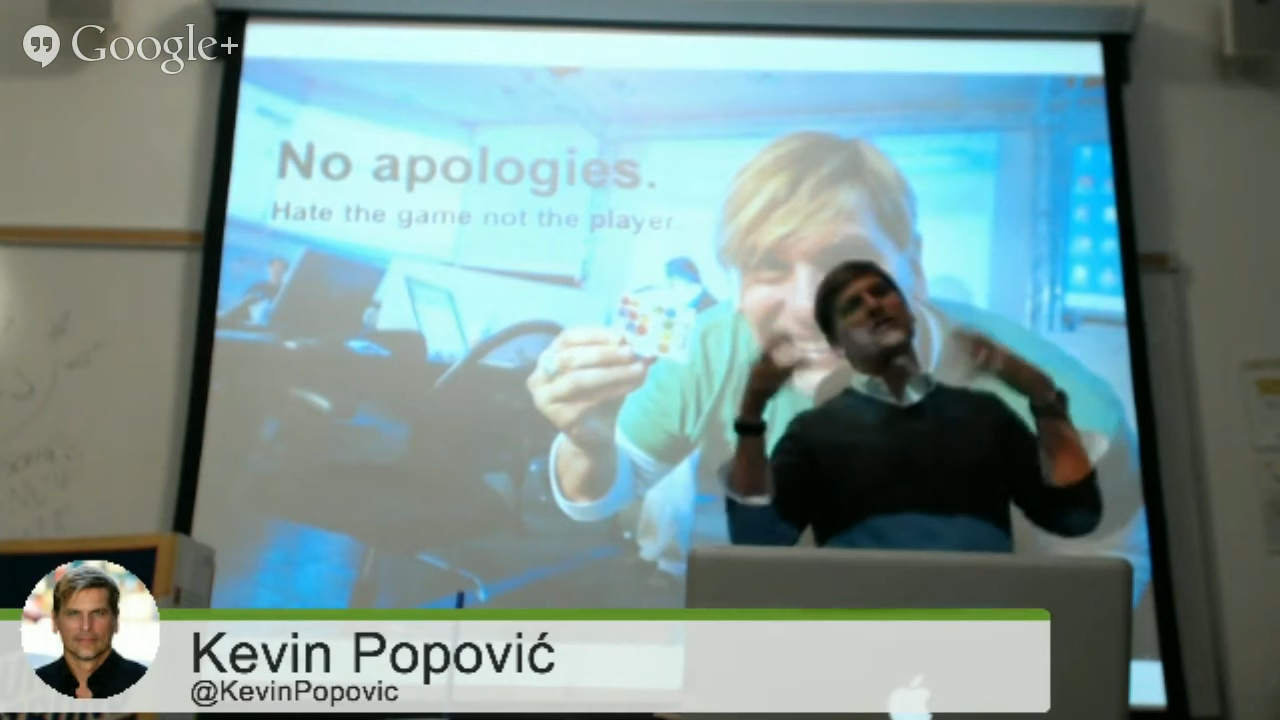 Google+
No apologies.
Hate the game not the player
Kevin Popović
@KevinPopovic